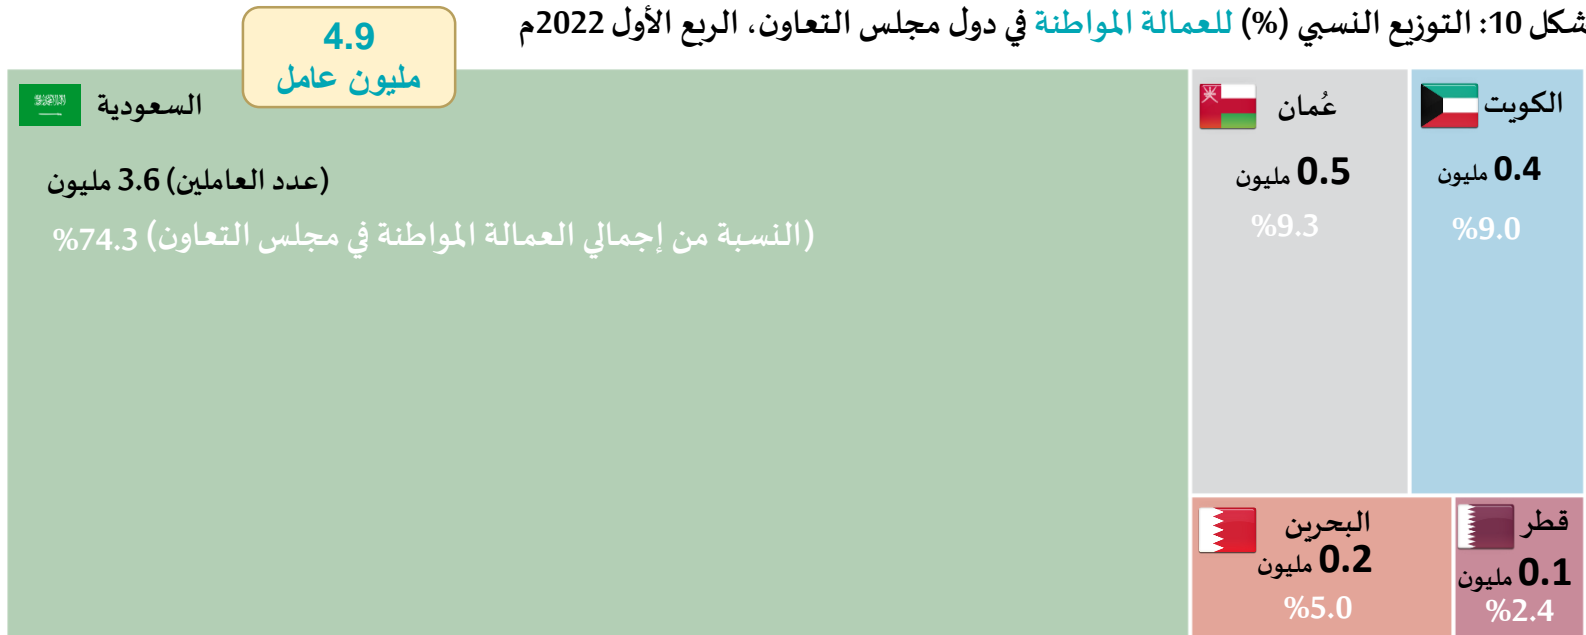 شكل 10: التوزيع النسبي (%) للعمالة المواطنة في دول مجلس التعاون، الربع الأول 2022م
4.9
مليون عامل
السعودية
(عدد العاملين) 3.6 مليون
(النسبة من إجمالي العمالة المواطنة في مجلس التعاون) 74.3%
عُمان
0.5 مليون
9.3%
الكويت
0.4 مليون
9.0%
البحرين
0.2 مليون
5.0%
قطر
0.1 مليون
2.4%